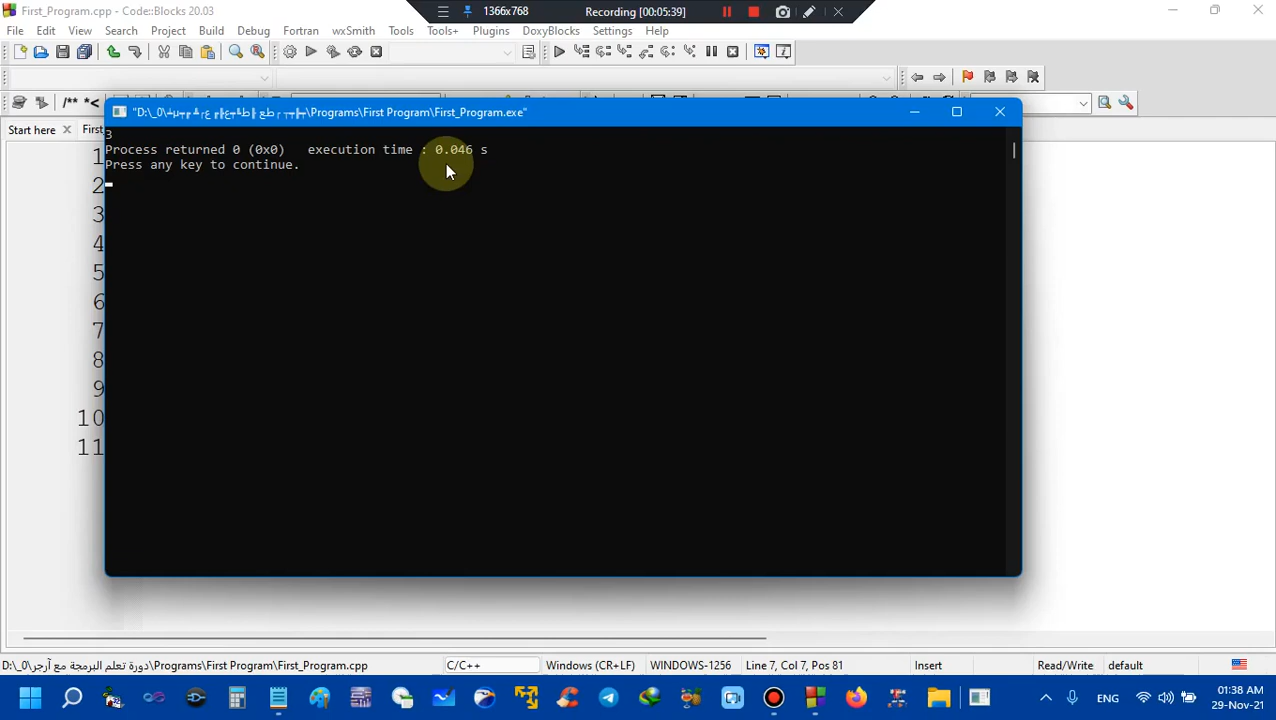 First_Program.cpp - Code::Blocks 20.03
1366x768
Recording [00:05:39]
File Edit View Search Project Build Debug Fortran wxSmith Tools Tools+ Plugins DoxyBlocks Settings Help
/** *<
\Programs\First Program\First_Program.exe"
Start here
First
3
Process returned 0 (0x0) execution time : 0.046 s
Press any key to continue.
1
2
3
4
5
6
7
8
9
10
11
D:\_0\دورة تعلم البرمجة مع آرجر\Programs\First Program\First_Program.cpp
C/C++
Windows (CR+LF)
WINDOWS-1256
Line 7, Col 7, Pos 81
Insert
Read/Write
default
ENG
01:38 AM
29-Nov-21